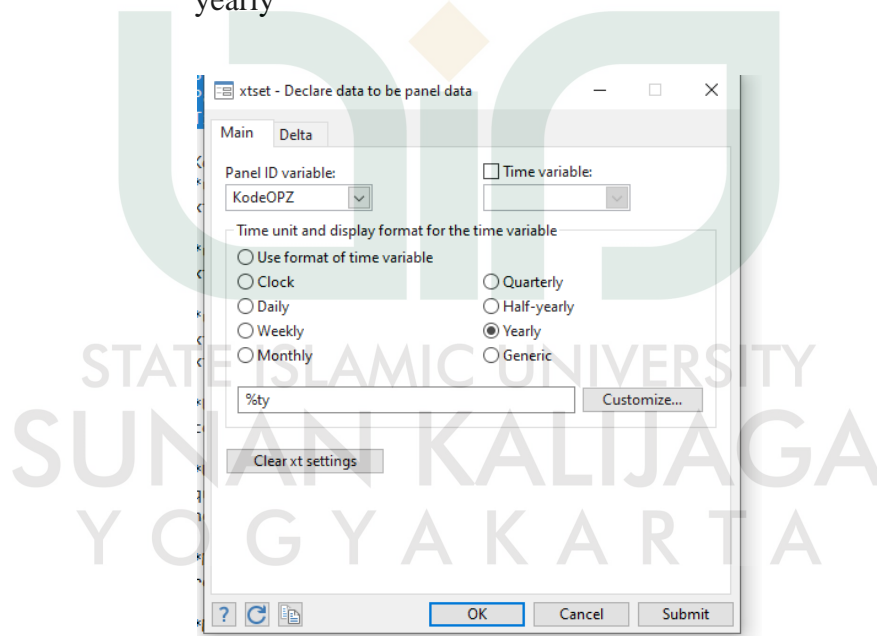 yearly
xtset - Declare data to be panel data
Main Delta
Panel ID variable: Time variable:
KodeOPZ
Time unit and display format for the time variable
Use format of time variable
Clock Quarterly
Daily Half-yearly
Weekly Yearly
Monthly Generic
%ty Customize...
Clear xt settings
? OK Cancel Submit
STATE ISLAMIC UNIVERSITY
SUNAN KALIJAGA
YOGYAKARTA